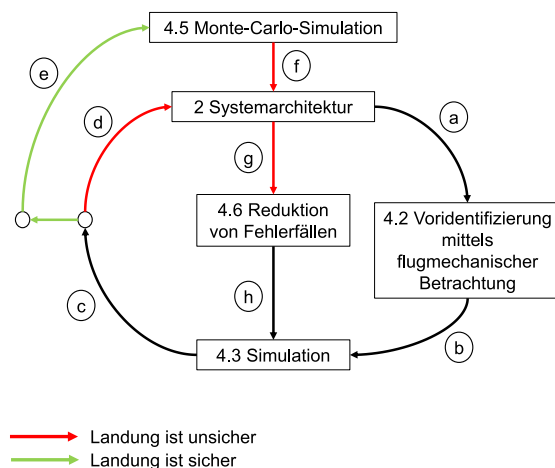 4.5 Monte-Carlo-Simulation
e
f
d
2 Systemarchitektur
a
g
4.6 Reduktion
von Fehlerfällen
4.2 Voridentifizierung
mittels
flugmechanischer
Betrachtung
c
h
b
4.3 Simulation
Landung ist unsicher
Landung ist sicher